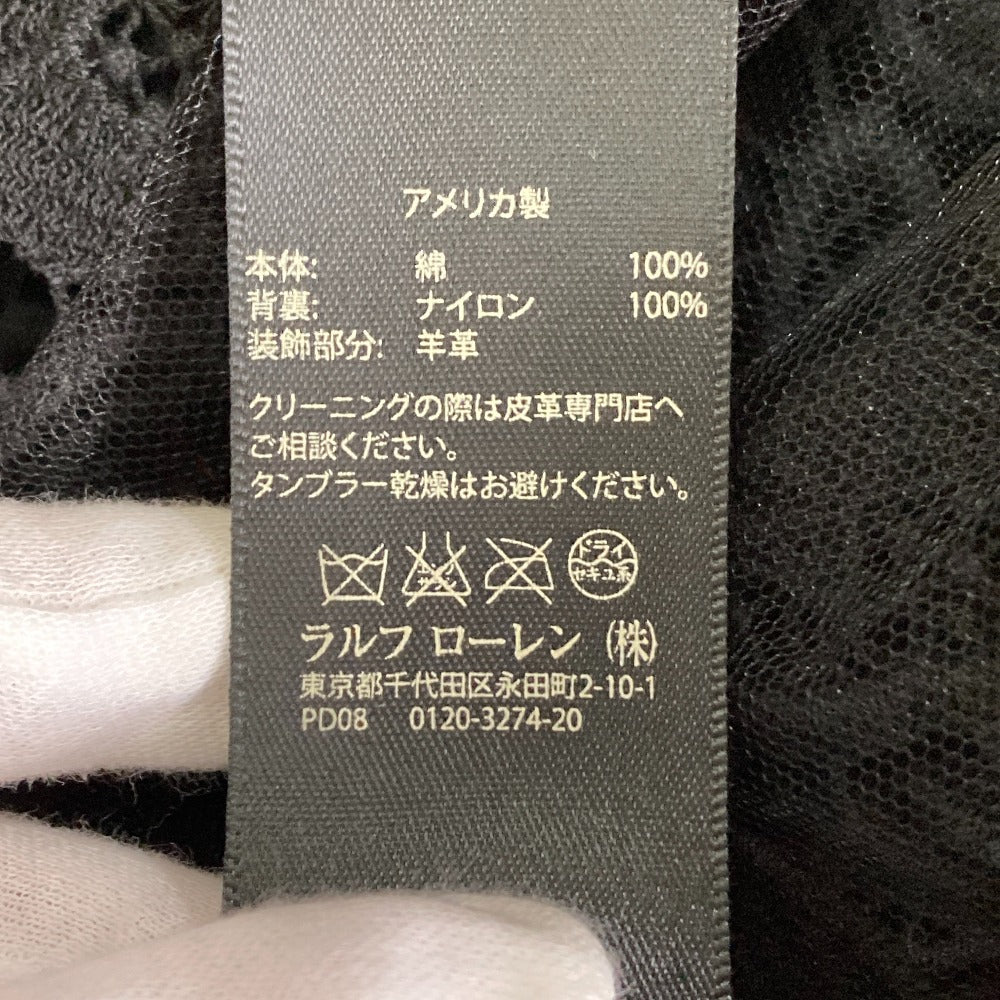 アメリカ製
本体: 綿 100%
背裏: ナイロン 100%
装飾部分: 羊革
クリーニングの際は皮革専門店へ
ご相談ください。
タンブラー乾燥はお避けください。
ドライ
セキユ系
ラルフ ローレン (株)
東京都千代田区永田町2-10-1
PD08 0120-3274-20